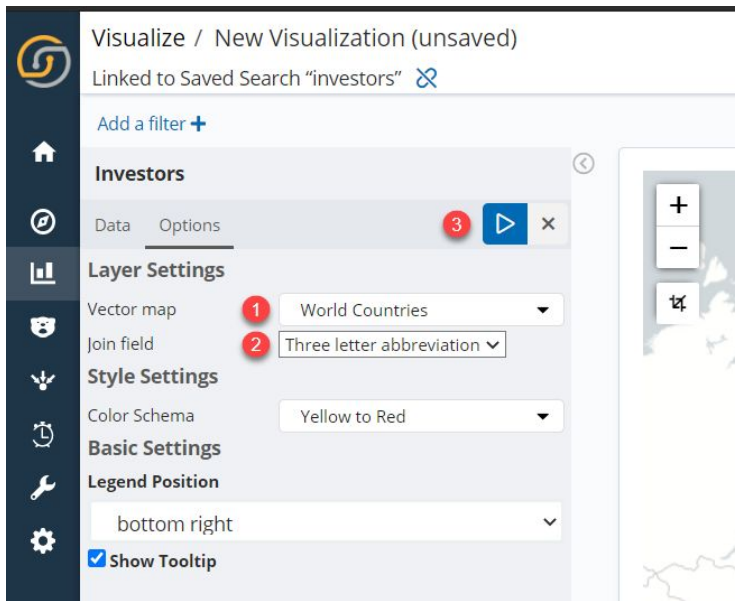 Visualize / New Visualization (unsaved)
Linked to Saved Search “investors”
Add a filter +
Investors
Data Options 3
Layer Settings
Vector map 1 World Countries
Join field 2 Three letter abbreviation
Style Settings
Color Schema Yellow to Red
Basic Settings
Legend Position
bottom right
Show Tooltip